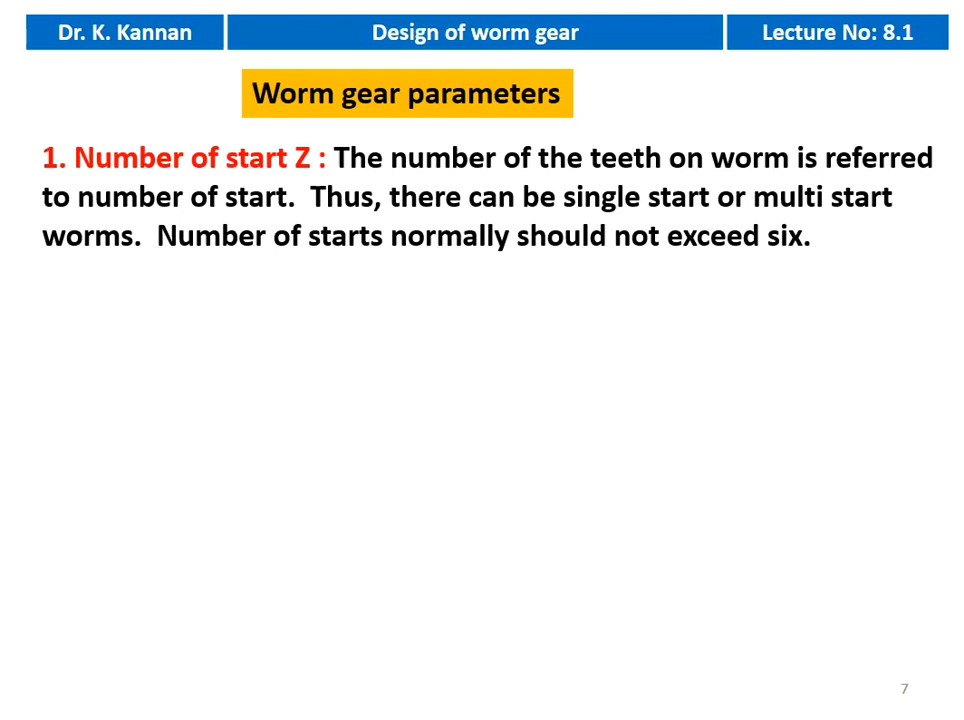 Dr. K. Kannan
Design of worm gear
Lecture No: 8.1
Worm gear parameters
1. Number of start Z : The number of the teeth on worm is referred
to number of start.  Thus, there can be single start or multi start
worms.  Number of starts normally should not exceed six.
7